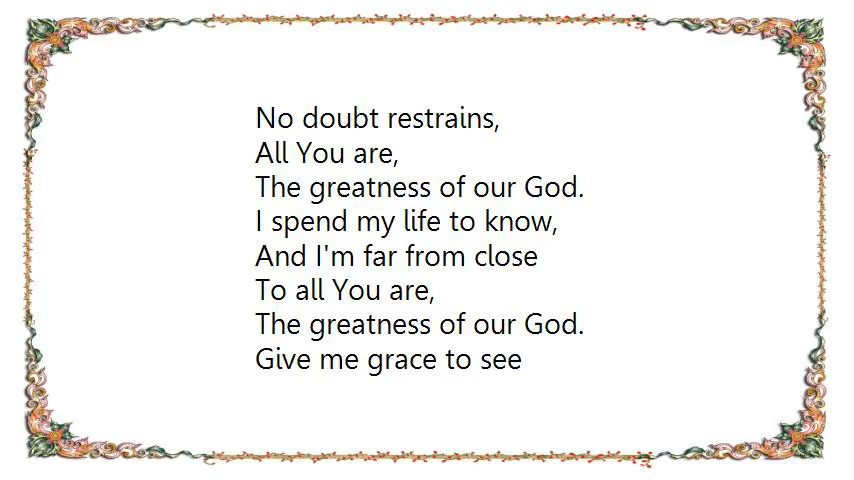 No doubt restrains,
All You are,
The greatness of our God.
I spend my life to know,
And I'm far from close
To all You are,
The greatness of our God.
Give me grace to see